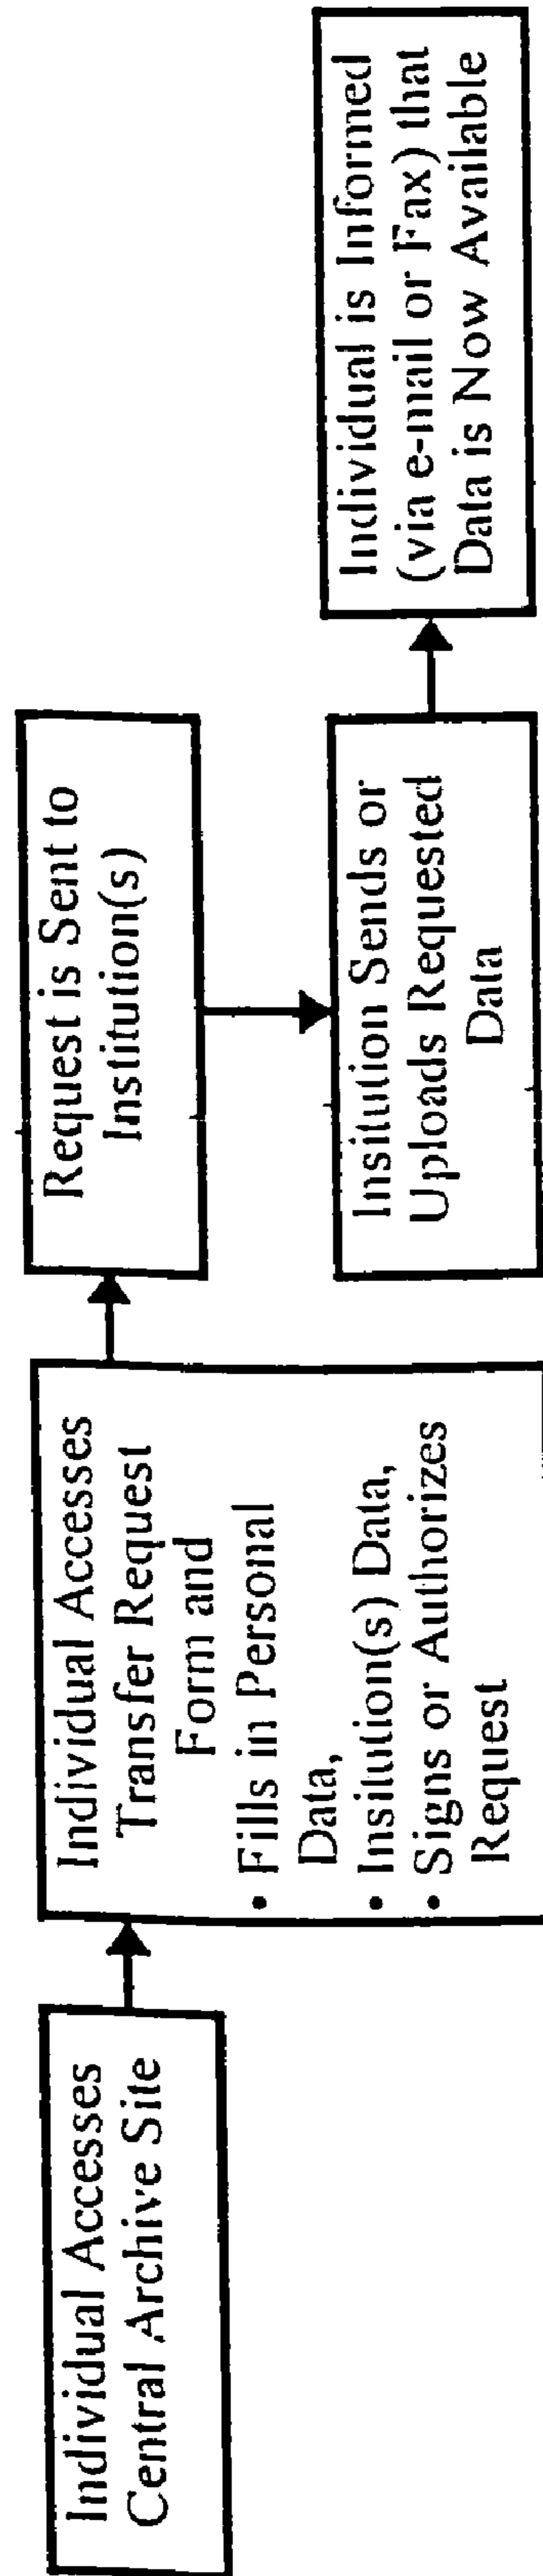 Individual Accesses
Central Archive Site
Individual Accesses
Transfer Request
Form and
• Fills in Personal
Data,
• Insitution(s) Data,
• Signs or Authorizes
Request
Request is Sent to
Institution(s)
Insitution Sends or
Uploads Requested
Data
Individual is Informed
(via e-mail or Fax) that
Data is Now Available